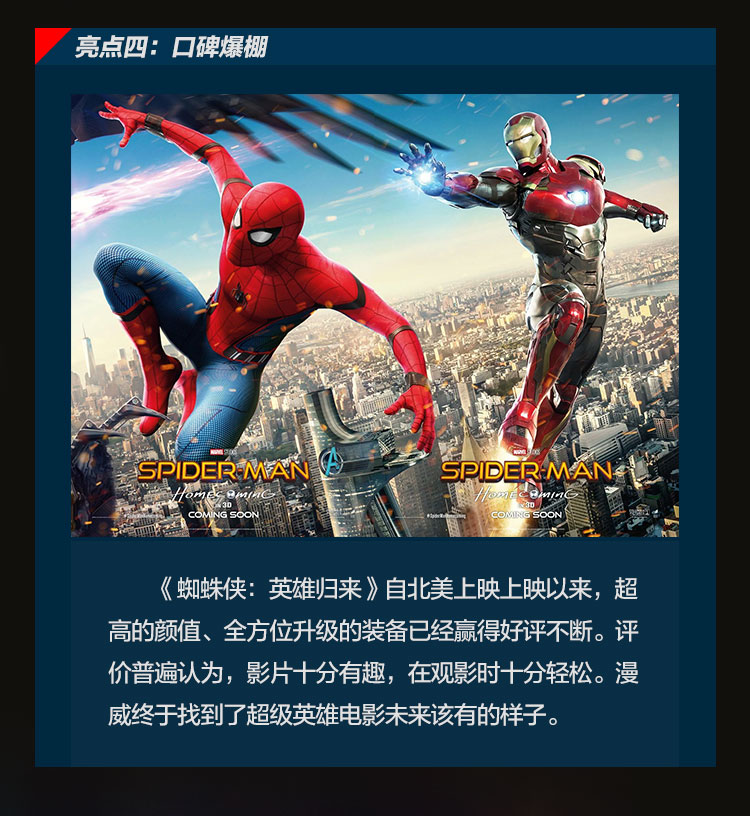 亮点四：口碑爆棚
MARVEL STUDIOS
SPIDER-MAN
HOMECOMING
IN 3D
COMING SOON
#SpiderManHomecoming
MARVEL STUDIOS
SPIDER-MAN
HOMECOMING
IN 3D
COMING SOON
#SpiderManHomecoming
《蜘蛛侠：英雄归来》自北美上映上映以来，超
高的颜值、全方位升级的装备已经赢得好评不断。评
价普遍认为，影片十分有趣，在观影时十分轻松。漫
威终于找到了超级英雄电影未来该有的样子。